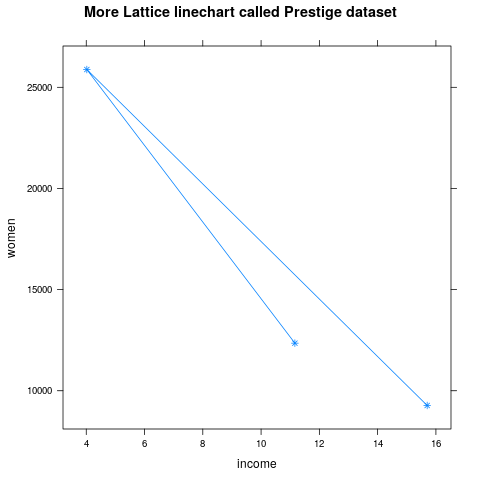 More Lattice linechart called Prestige dataset
25000
20000
15000
10000
women
4 6 8 10 12 14 16
income